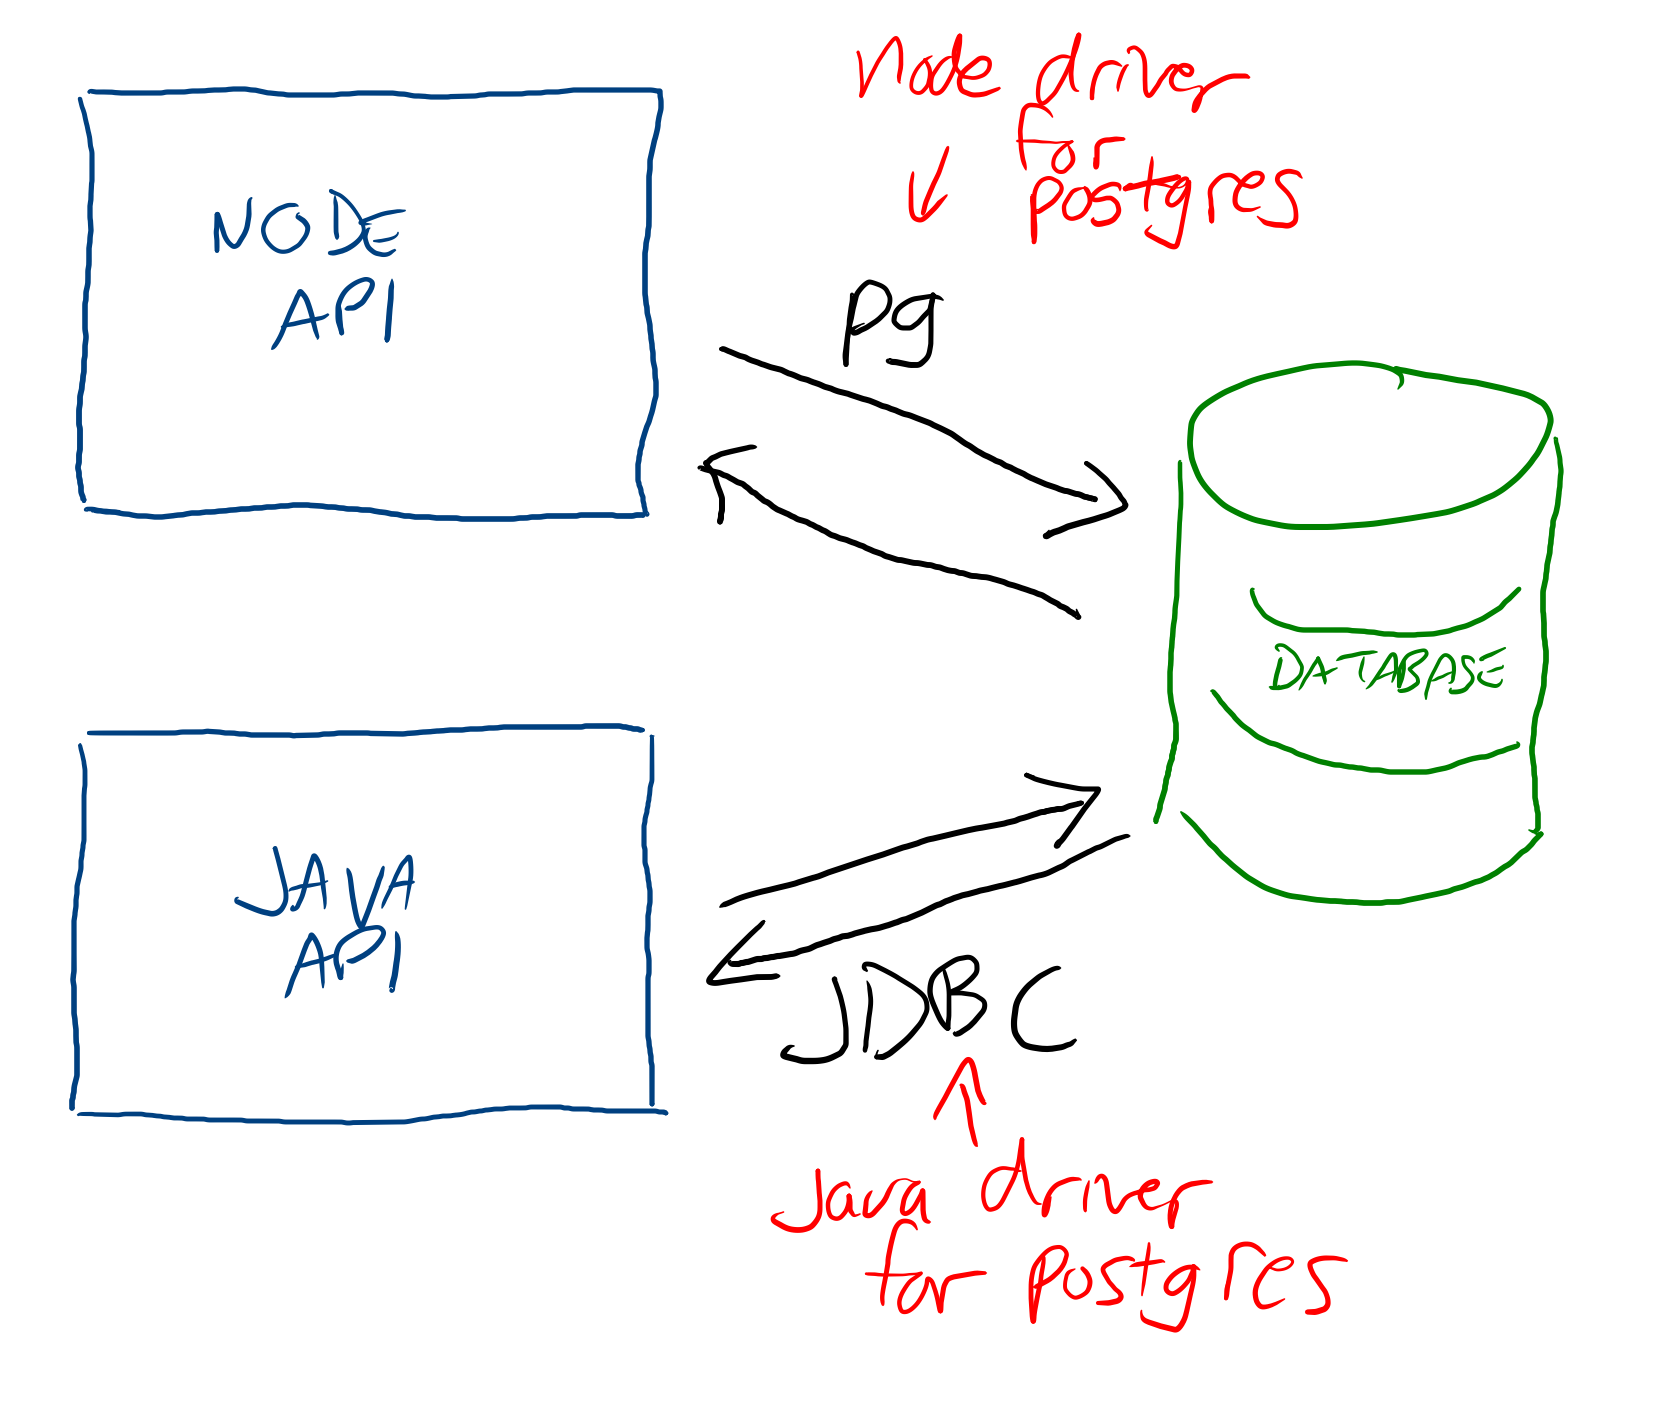 Node driver
for
postgres
NODE
API
pg
DATABASE
JAVA
API
JDBC
Java driver
for postgres